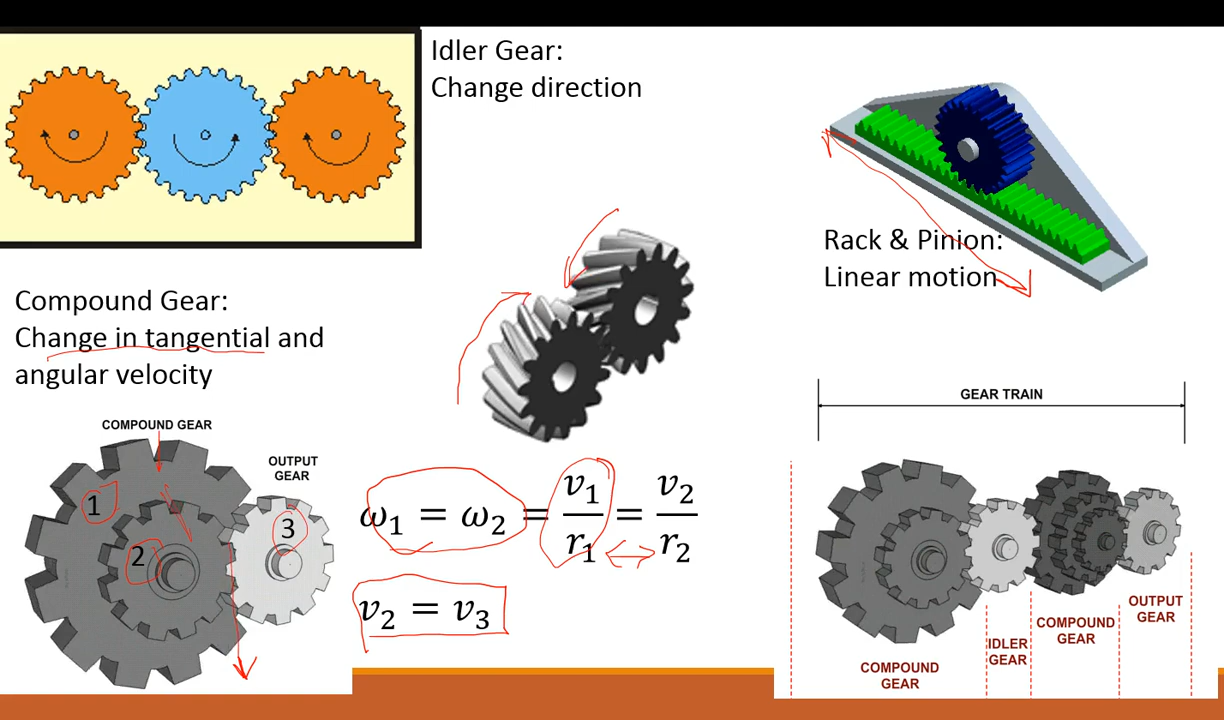 Idler Gear:
Change direction
Rack & Pinion:
Linear motion
Compound Gear:
Change in tangential and
angular velocity
COMPOUND GEAR
OUTPUT
GEAR
1
2
3
ω₁ = ω₂ = v₁/r₁ = v₂/r₂
v₂ = v₃
GEAR TRAIN
COMPOUND
GEAR
IDLER
GEAR
COMPOUND
GEAR
OUTPUT
GEAR